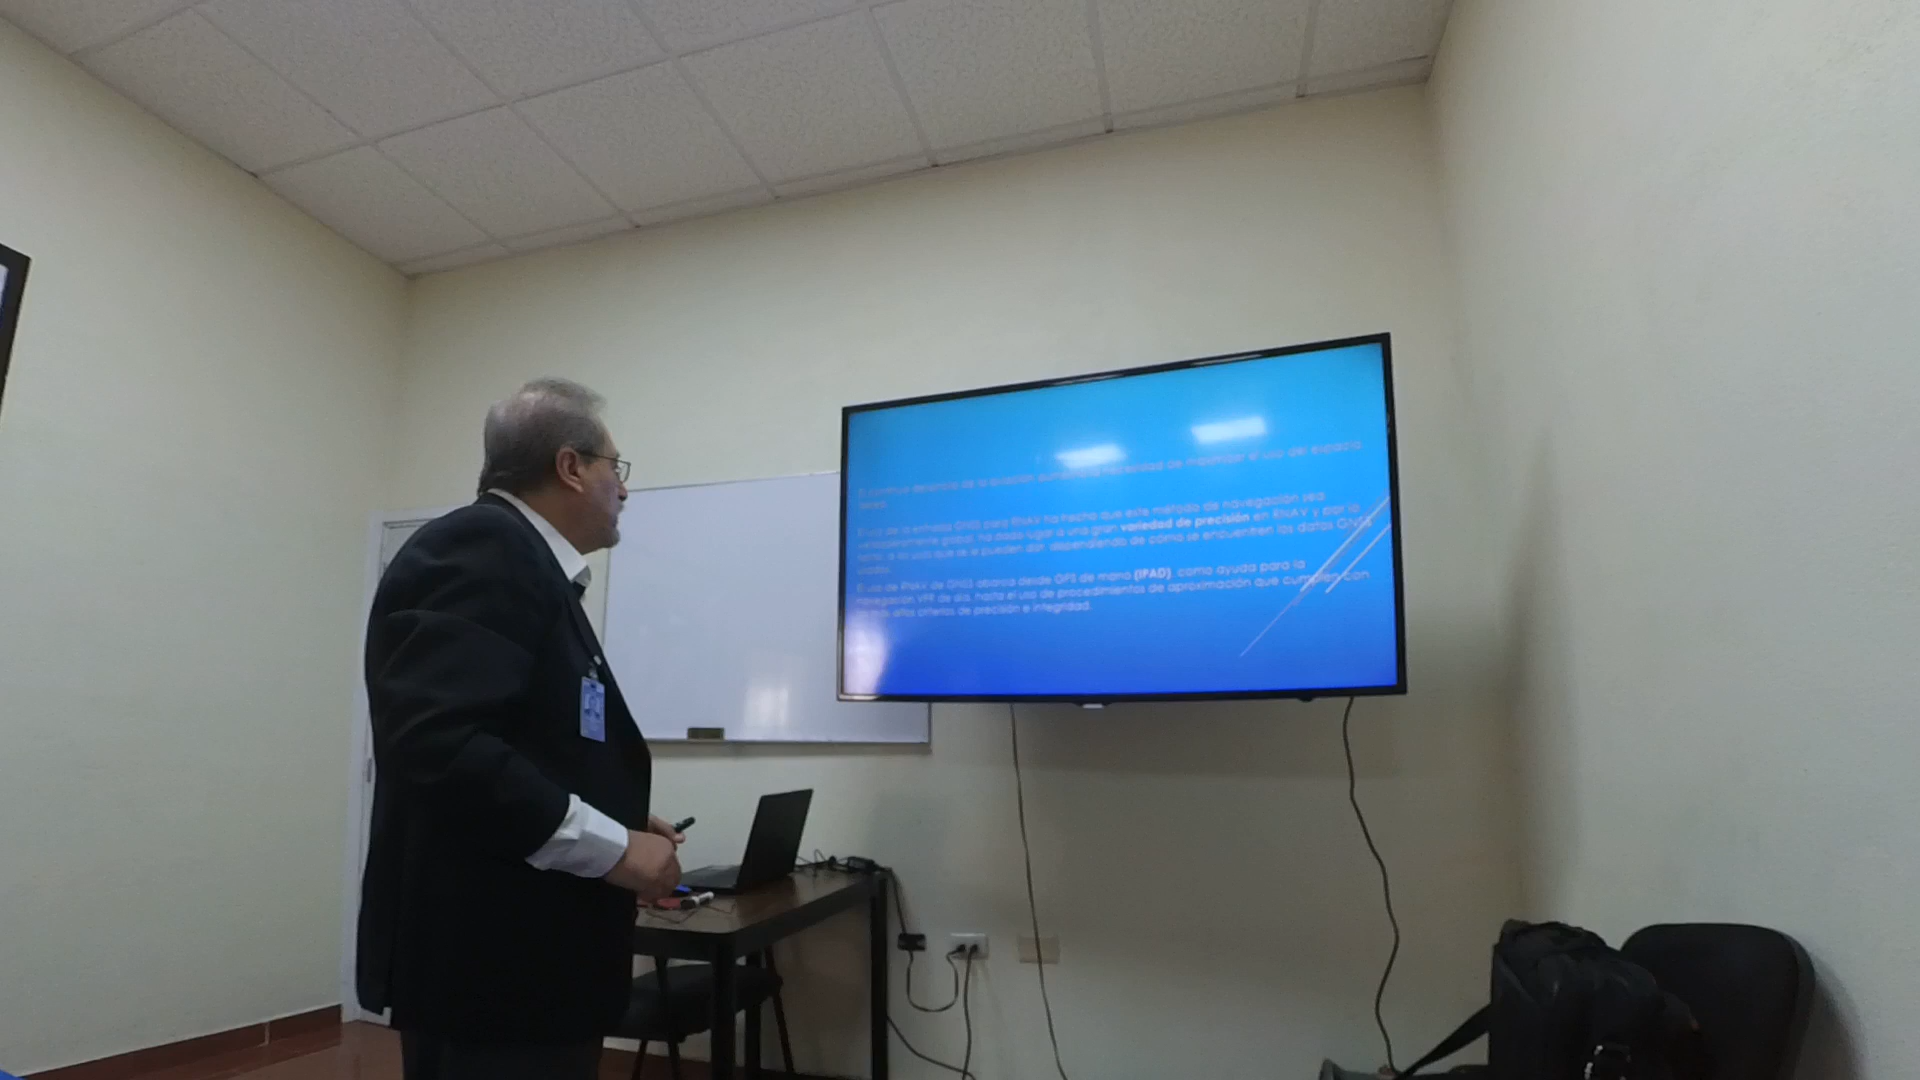 El continuo desarrollo de la aviación aumenta la necesidad de maximizar el uso del espacio
aéreo.
El uso de la entrada GNSS para RNAV ha hecho que este método de navegación sea
verdaderamente global, ha dado lugar a una gran variedad de precisión en RNAV y por lo
tanto, a los usos que se le pueden dar, dependiendo de como se encuentren los datos GNSS
usados.
El uso de RNAV de GNSS abarca desde GPS de mano (IPAD), como ayuda para la
navegación VFR de día, hasta el uso de procedimientos de aproximación que cumplen con
más altos criterios de precisión e integridad.